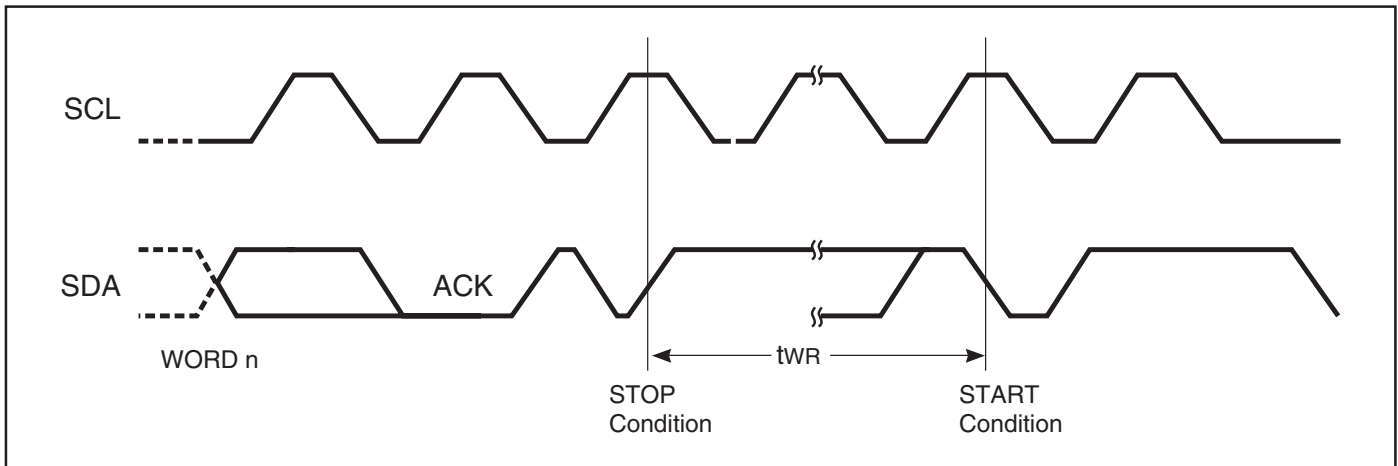 SCL
SDA
ACK
WORD n
tWR
STOP
Condition
START
Condition